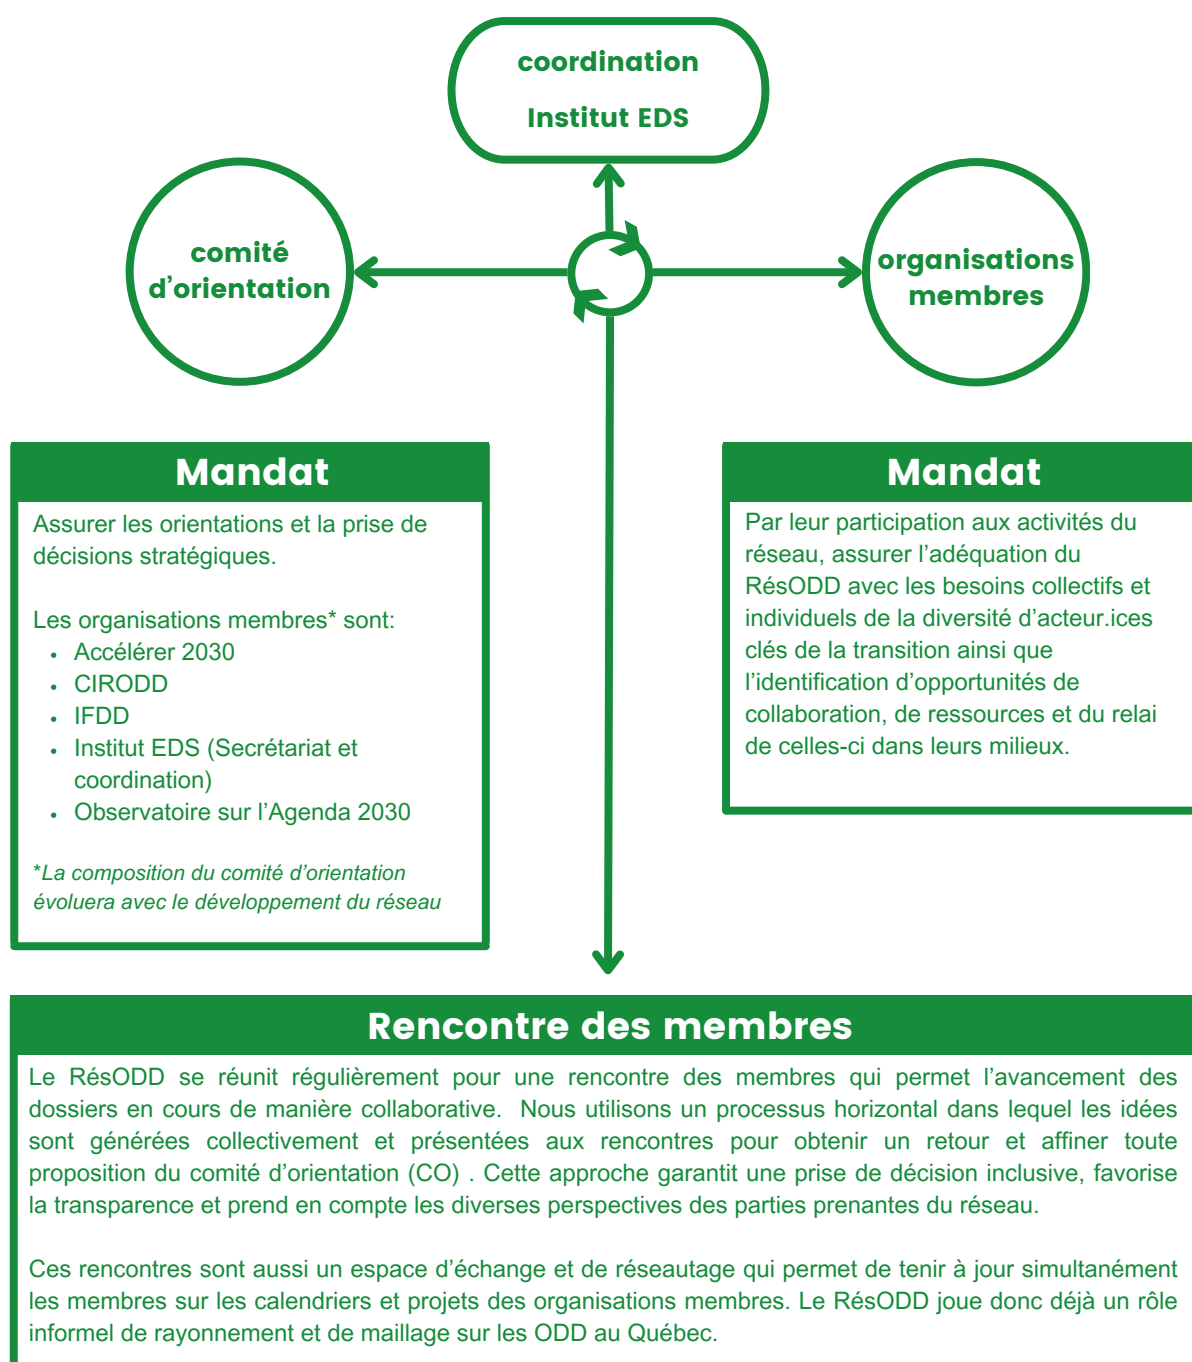 coordination
Institut EDS
comité
d’orientation
organisations
membres
Mandat
Assurer les orientations et la prise de
décisions stratégiques.
Les organisations membres* sont:
• Accélérer 2030
• CIRODD
• IFDD
• Institut EDS (Secrétariat et
coordination)
• Observatoire sur l’Agenda 2030
*La composition du comité d’orientation
évoluera avec le développement du réseau
Mandat
Par leur participation aux activités du
réseau, assurer l’adéquation du
RésODD avec les besoins collectifs et
individuels de la diversité d’acteur.ices
clés de la transition ainsi que
l’identification d’opportunités de
collaboration, de ressources et du relai
de celles-ci dans leurs milieux.
Rencontre des membres
Le RésODD se réunit régulièrement pour une rencontre des membres qui permet l’avancement des
dossiers en cours de manière collaborative. Nous utilisons un processus horizontal dans lequel les idées
sont générées collectivement et présentées aux rencontres pour obtenir un retour et affiner toute
proposition du comité d’orientation (CO) . Cette approche garantit une prise de décision inclusive, favorise
la transparence et prend en compte les diverses perspectives des parties prenantes du réseau.
Ces rencontres sont aussi un espace d’échange et de réseautage qui permet de tenir à jour simultanément
les membres sur les calendriers et projets des organisations membres. Le RésODD joue donc déjà un rôle
informel de rayonnement et de maillage sur les ODD au Québec.